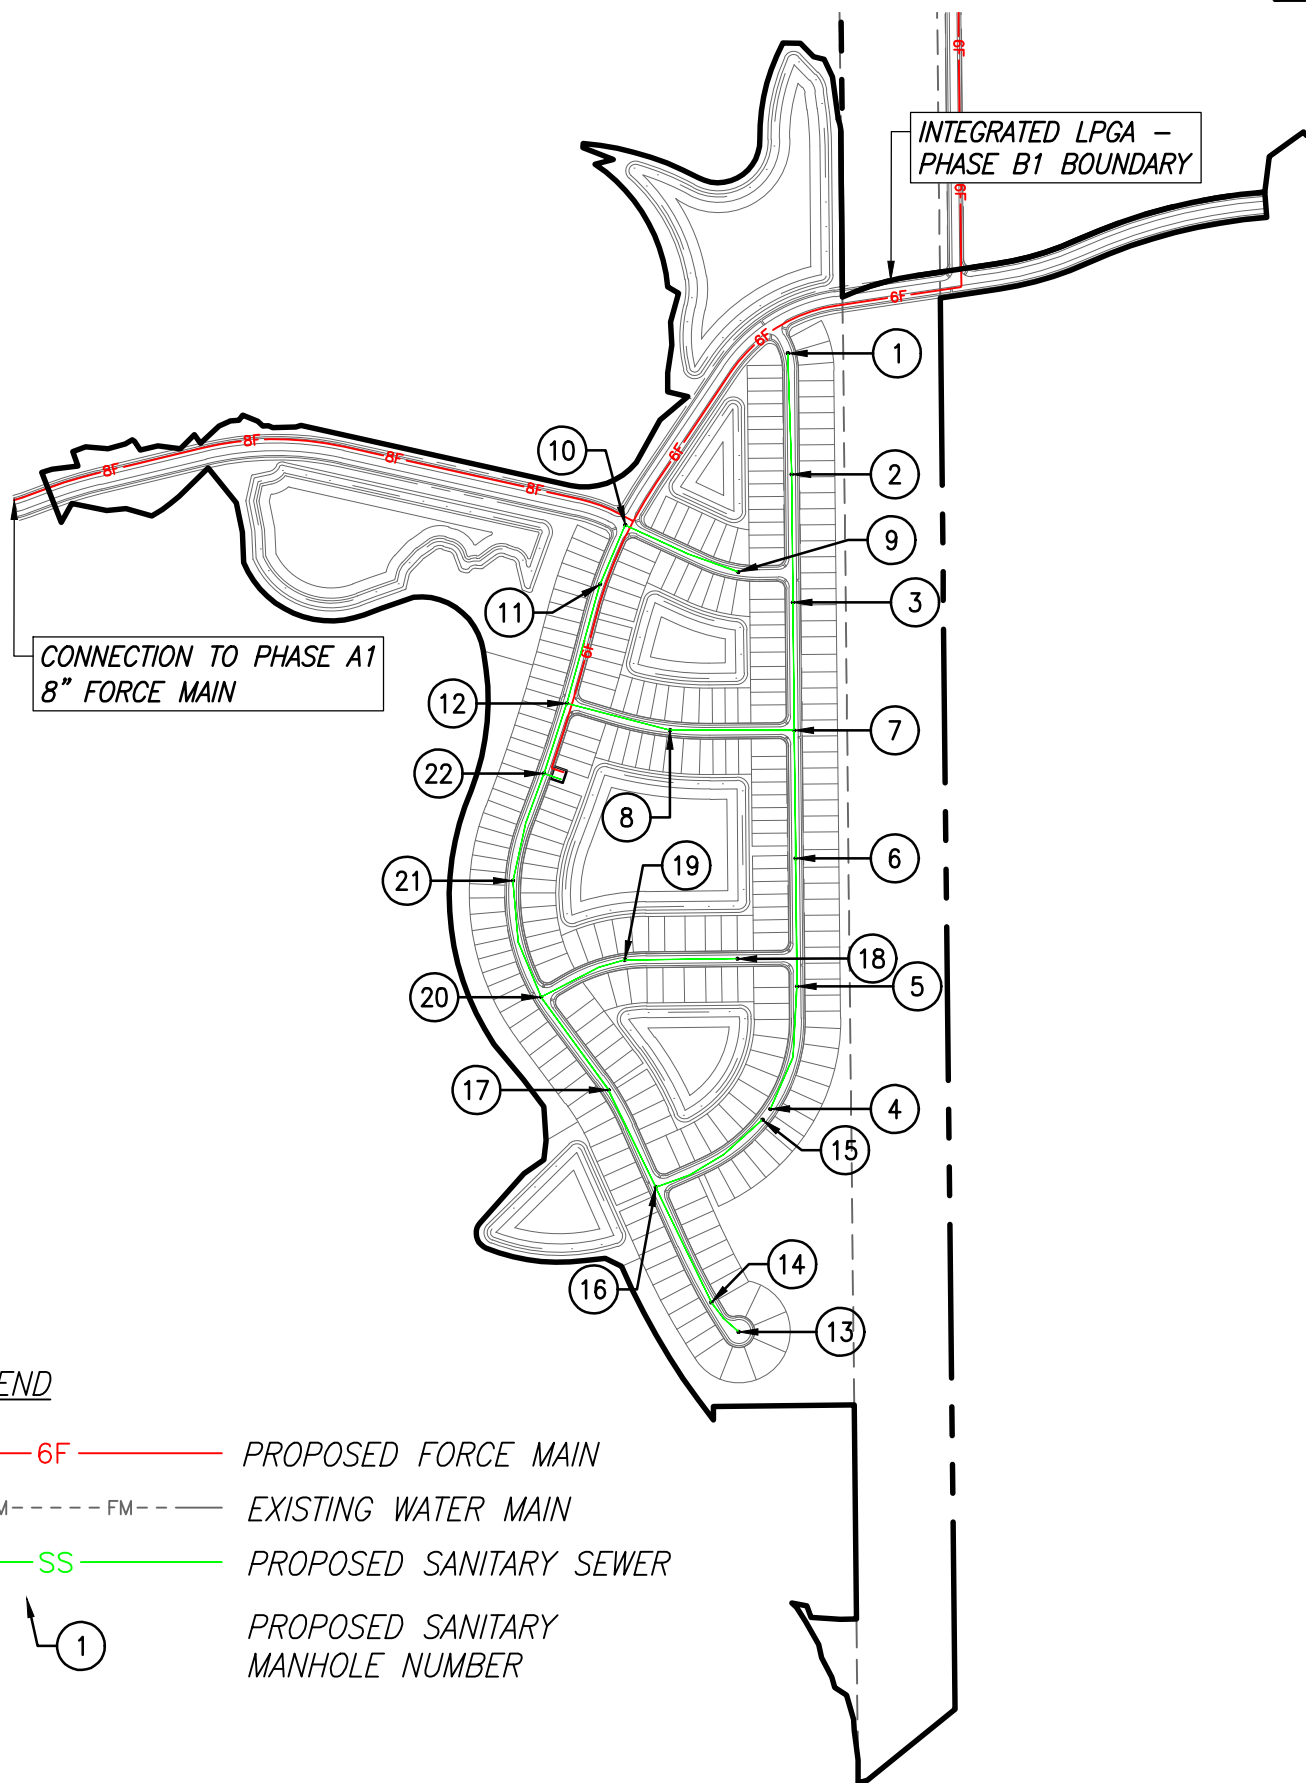 6F
INTEGRATED LPGA –
PHASE B1 BOUNDARY
6F
6F
6F
1
8F
8F
10
6F
2
8F
8F
9
11
3
CONNECTION TO PHASE A1
8" FORCE MAIN
6F
12
7
22
8
6
19
21
18
20
5
17
4
15
14
16
13
END
6F PROPOSED FORCE MAIN
FM EXISTING WATER MAIN
SS PROPOSED SANITARY SEWER
1 PROPOSED SANITARY
MANHOLE NUMBER